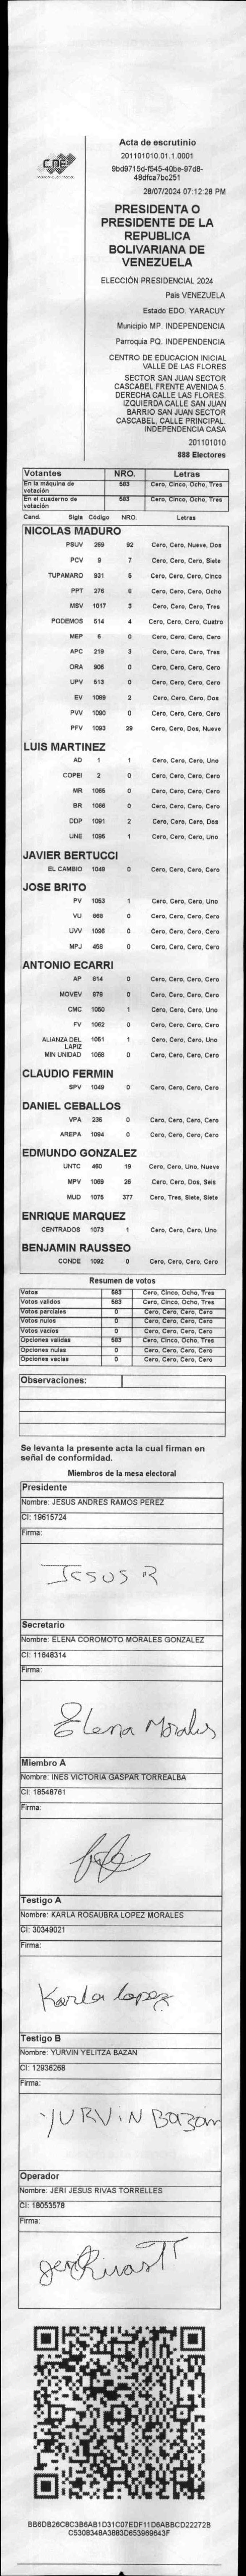 CNE
Acta de escrutinio
201101010.01.1.0001
9bd9715d-f545-40be-97d8-
48dfca7bc251
28/07/2024 07:12:28 PM
PRESIDENTA O
PRESIDENTE DE LA
REPUBLICA
BOLIVARIANA DE
VENEZUELA
ELECCIÓN PRESIDENCIAL 2024
Pais VENEZUELA
Estado EDO. YARACUY
Municipio MP. INDEPENDENCIA
Parroquia PQ. INDEPENDENCIA
CENTRO DE EDUCACION INICIAL
VALLE DE LAS FLORES
SECTOR SAN JUAN SECTOR
CASCABEL FRENTE AVENIDA 5.
DERECHA CALLE LAS FLORES.
IZQUIERDA CALLE SAN JUAN
BARRIO SAN JUAN SECTOR
CASCABEL, CALLE PRINCIPAL.
INDEPENDENCIA CASA
201101010
888 Electores
Votantes NRO. Letras
En la máquina de votación 583 Cero, Cinco, Ocho, Tres
En el cuaderno de votación 583 Cero, Cinco, Ocho, Tres
Cand. Sigla Código NRO. Letras
NICOLAS MADURO
PSUV 269 92 Cero, Cero, Nueve, Dos
PCV 9 7 Cero, Cero, Cero, Siete
TUPAMARO 931 5 Cero, Cero, Cero, Cinco
PPT 276 8 Cero, Cero, Cero, Ocho
MSV 1017 3 Cero, Cero, Cero, Tres
PODEMOS 514 4 Cero, Cero, Cero, Cuatro
MEP 6 0 Cero, Cero, Cero, Cero
APC 219 3 Cero, Cero, Cero, Tres
ORA 906 0 Cero, Cero, Cero, Cero
UPV 513 0 Cero, Cero, Cero, Cero
EV 1089 2 Cero, Cero, Cero, Dos
PVV 1090 0 Cero, Cero, Cero, Cero
PFV 1093 29 Cero, Cero, Dos, Nueve
LUIS MARTINEZ
AD 1 1 Cero, Cero, Cero, Uno
COPEI 2 0 Cero, Cero, Cero, Cero
MR 1065 0 Cero, Cero, Cero, Cero
BR 1066 0 Cero, Cero, Cero, Cero
DDP 1091 2 Cero, Cero, Cero, Dos
UNE 1095 1 Cero, Cero, Cero, Uno
JAVIER BERTUCCI
EL CAMBIO 1048 0 Cero, Cero, Cero, Cero
JOSE BRITO
PV 1053 1 Cero, Cero, Cero, Uno
VU 868 0 Cero, Cero, Cero, Cero
UVV 1096 0 Cero, Cero, Cero, Cero
MPJ 458 0 Cero, Cero, Cero, Cero
ANTONIO ECARRI
AP 814 0 Cero, Cero, Cero, Cero
MOVEV 878 0 Cero, Cero, Cero, Cero
CMC 1050 1 Cero, Cero, Cero, Uno
FV 1062 0 Cero, Cero, Cero, Cero
ALIANZA DEL LAPIZ 1051 1 Cero, Cero, Cero, Uno
MIN UNIDAD 1068 0 Cero, Cero, Cero, Cero
CLAUDIO FERMIN
SPV 1049 0 Cero, Cero, Cero, Cero
DANIEL CEBALLOS
VPA 236 0 Cero, Cero, Cero, Cero
AREPA 1094 0 Cero, Cero, Cero, Cero
EDMUNDO GONZALEZ
UNTC 460 19 Cero, Cero, Uno, Nueve
MPV 1069 26 Cero, Cero, Dos, Seis
MUD 1075 377 Cero, Tres, Siete, Siete
ENRIQUE MARQUEZ
CENTRADOS 1073 1 Cero, Cero, Cero, Uno
BENJAMIN RAUSSEO
CONDE 1092 0 Cero, Cero, Cero, Cero
Resumen de votos
Votos 583 Cero, Cinco, Ocho, Tres
Votos validos 583 Cero, Cinco, Ocho, Tres
Votos parciales 0 Cero, Cero, Cero, Cero
Votos nulos 0 Cero, Cero, Cero, Cero
Votos vacios 0 Cero, Cero, Cero, Cero
Opciones validas 583 Cero, Cinco, Ocho, Tres
Opciones nulas 0 Cero, Cero, Cero, Cero
Opciones vacias 0 Cero, Cero, Cero, Cero
Observaciones:
Se levanta la presente acta la cual firman en
señal de conformidad.
Miembros de la mesa electoral
Presidente
Nombre: JESUS ANDRES RAMOS PEREZ
CI: 19615724
Firma:
JESUS R
Secretario
Nombre: ELENA COROMOTO MORALES GONZALEZ
CI: 11648314
Firma:
Elena Morales
Miembro A
Nombre: INES VICTORIA GASPAR TORREALBA
CI: 18548761
Firma:
Testigo A
Nombre: KARLA ROSAUBRA LOPEZ MORALES
CI: 30349021
Firma:
Karla lopez
Testigo B
Nombre: YURVIN YELITZA BAZAN
CI: 12936268
Firma:
YURVIN Bazan
Operador
Nombre: JERI JESUS RIVAS TORRELLES
CI: 18053578
Firma:
JeriRivasTT
BB6DB26C8C3B6AB1D31C07EDF11D6ABBCD22272B
C5308348A3883D653969643F